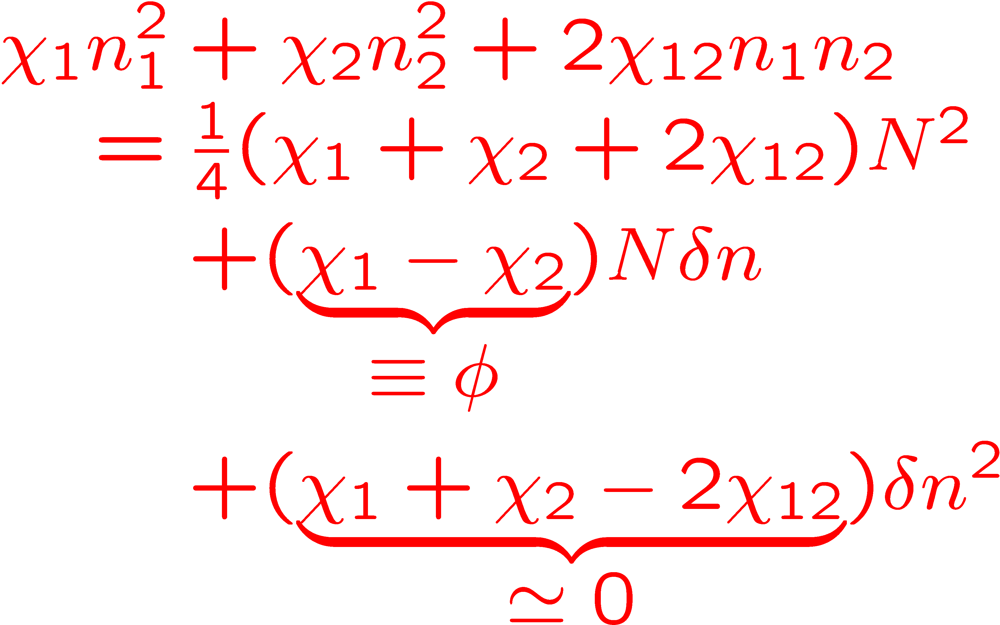 χ₁n₁² + χ₂n₂² + 2χ₁₂n₁n₂
= ¼(χ₁ + χ₂ + 2χ₁₂)N²
+(χ₁ − χ₂)Nδn
≡ ϕ
+(χ₁ + χ₂ − 2χ₁₂)δn²
≃ 0